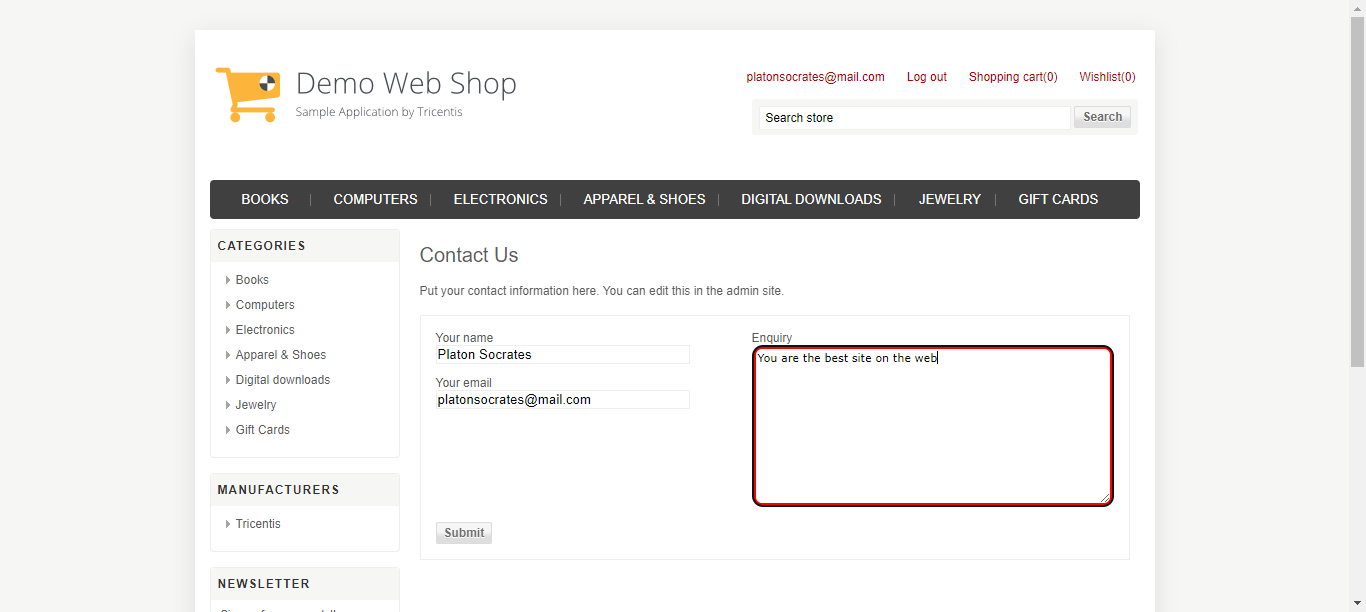 Demo Web Shop
Sample Application by Tricentis
platonsocrates@mail.com Log out Shopping cart(0) Wishlist(0)
Search store Search
BOOKS COMPUTERS ELECTRONICS APPAREL & SHOES DIGITAL DOWNLOADS JEWELRY GIFT CARDS
CATEGORIES
Books
Computers
Electronics
Apparel & Shoes
Digital downloads
Jewelry
Gift Cards
MANUFACTURERS
Tricentis
NEWSLETTER
Contact Us
Put your contact information here. You can edit this in the admin site.
Your name
Platon Socrates
Your email
platonsocrates@mail.com
Enquiry
You are the best site on the web
Submit